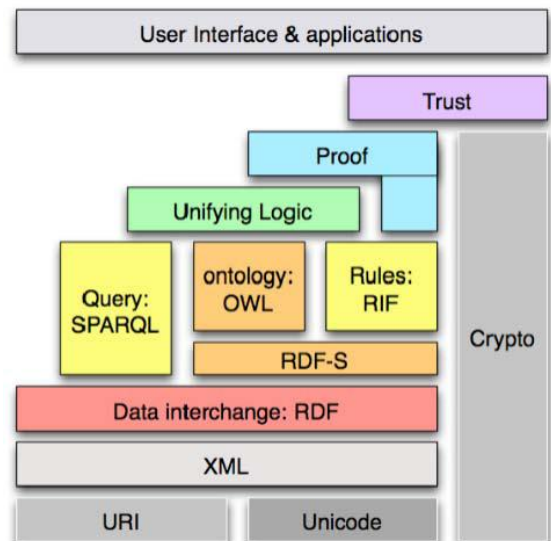 User Interface & applications
Trust
Proof
Unifying Logic
Query:
SPARQL
ontology:
OWL
Rules:
RIF
Crypto
RDF-S
Data interchange: RDF
XML
URI
Unicode